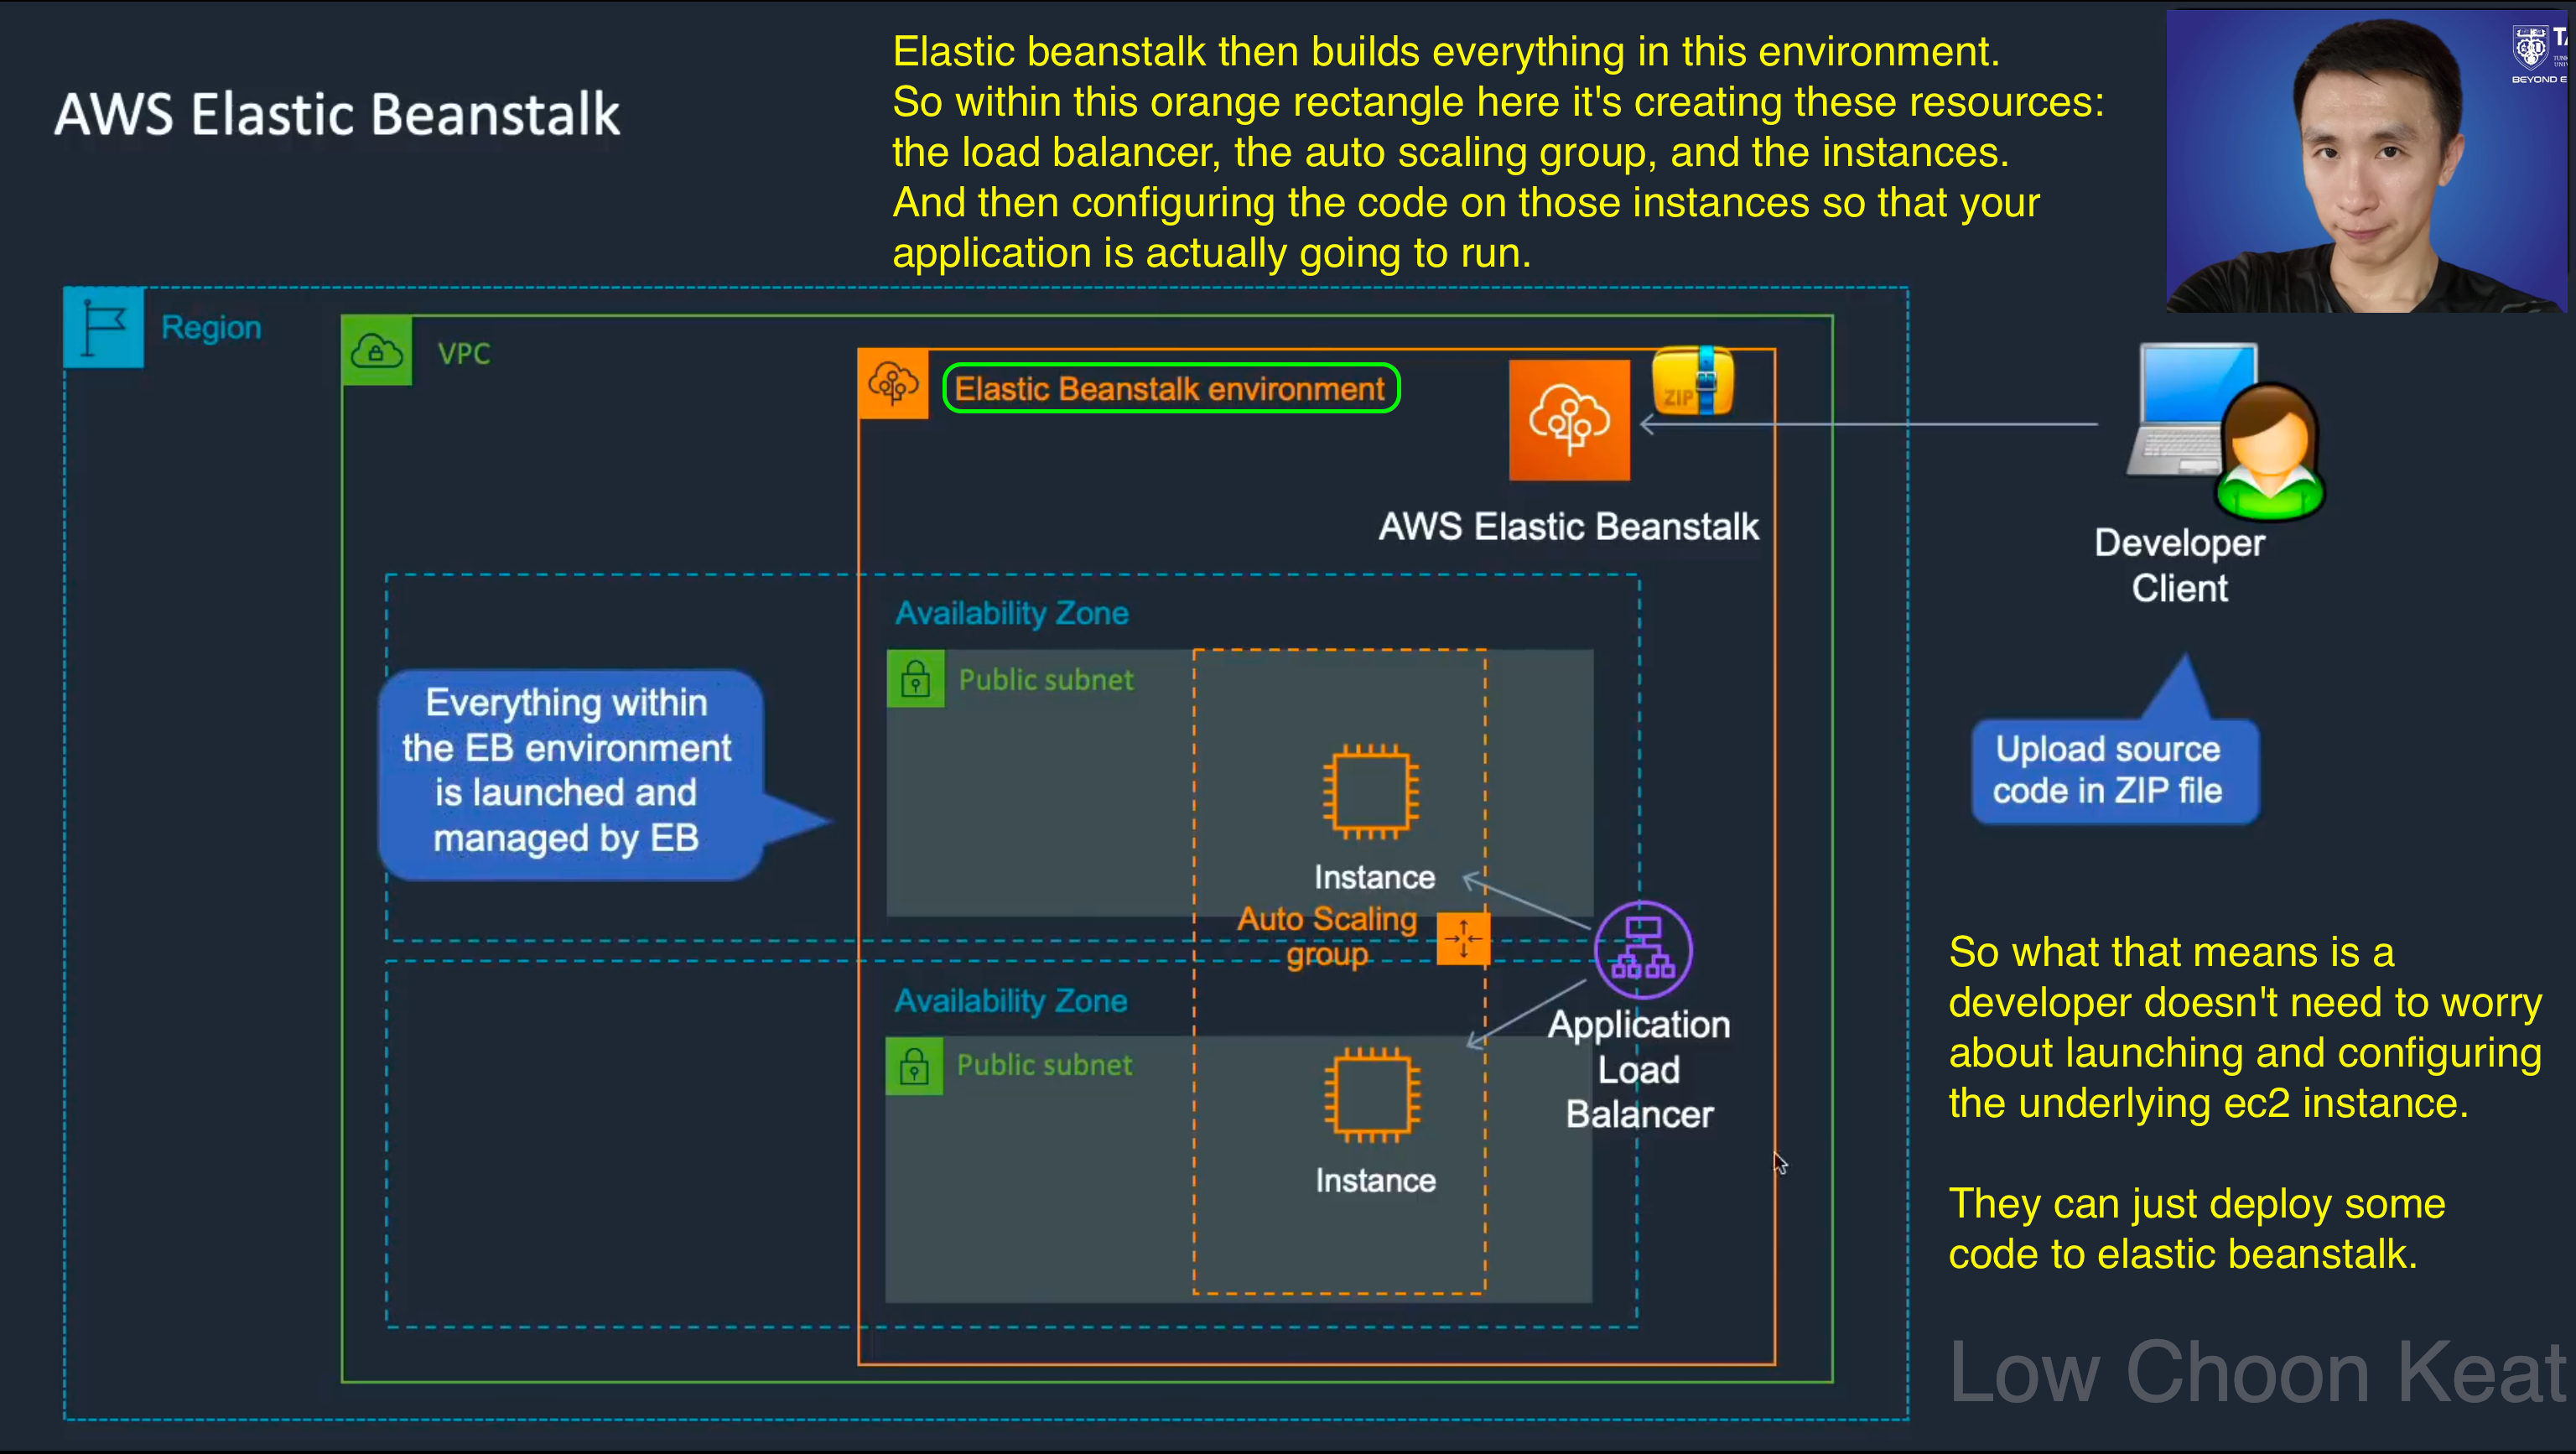 AWS Elastic Beanstalk
Elastic beanstalk then builds everything in this environment.
So within this orange rectangle here it's creating these resources:
the load balancer, the auto scaling group, and the instances.
And then configuring the code on those instances so that your
application is actually going to run.
BEYOND E
Region
VPC
Elastic Beanstalk environment
ZIP
AWS Elastic Beanstalk
Developer
Client
Availability Zone
Public subnet
Everything within
the EB environment
is launched and
managed by EB
Upload source
code in ZIP file
Instance
Auto Scaling
group
Availability Zone
Public subnet
Application
Load
Balancer
Instance
So what that means is a
developer doesn't need to worry
about launching and configuring
the underlying ec2 instance.
They can just deploy some
code to elastic beanstalk.
Low Choon Keat